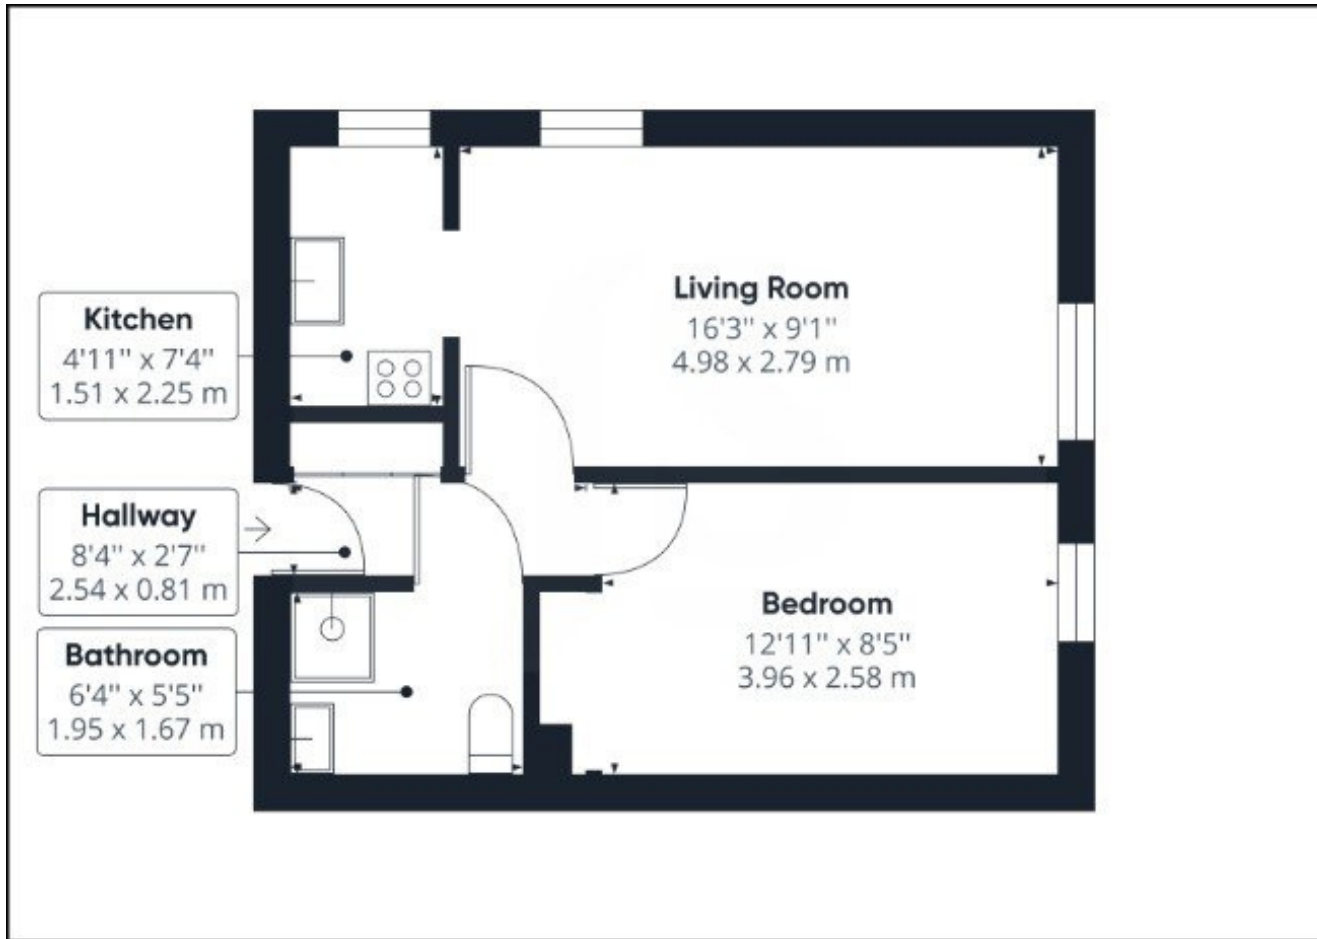 Living Room
16'3" x 9'1"
4.98 x 2.79 m
Kitchen
4'11" x 7'4"
1.51 x 2.25 m
Hallway
8'4" x 2'7"
2.54 x 0.81 m
Bedroom
12'11" x 8'5"
3.96 x 2.58 m
Bathroom
6'4" x 5'5"
1.95 x 1.67 m